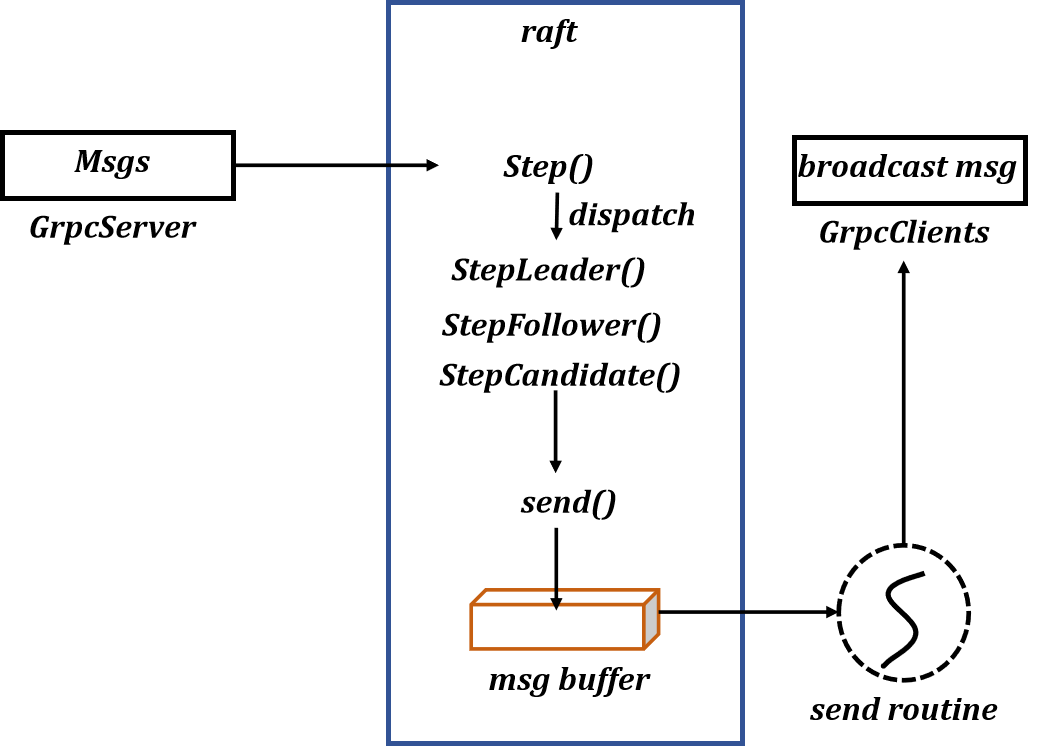 raft
Msgs
GrpcServer
Step()
dispatch
StepLeader()
StepFollower()
StepCandidate()
send()
msg buffer
broadcast msg
GrpcClients
send routine